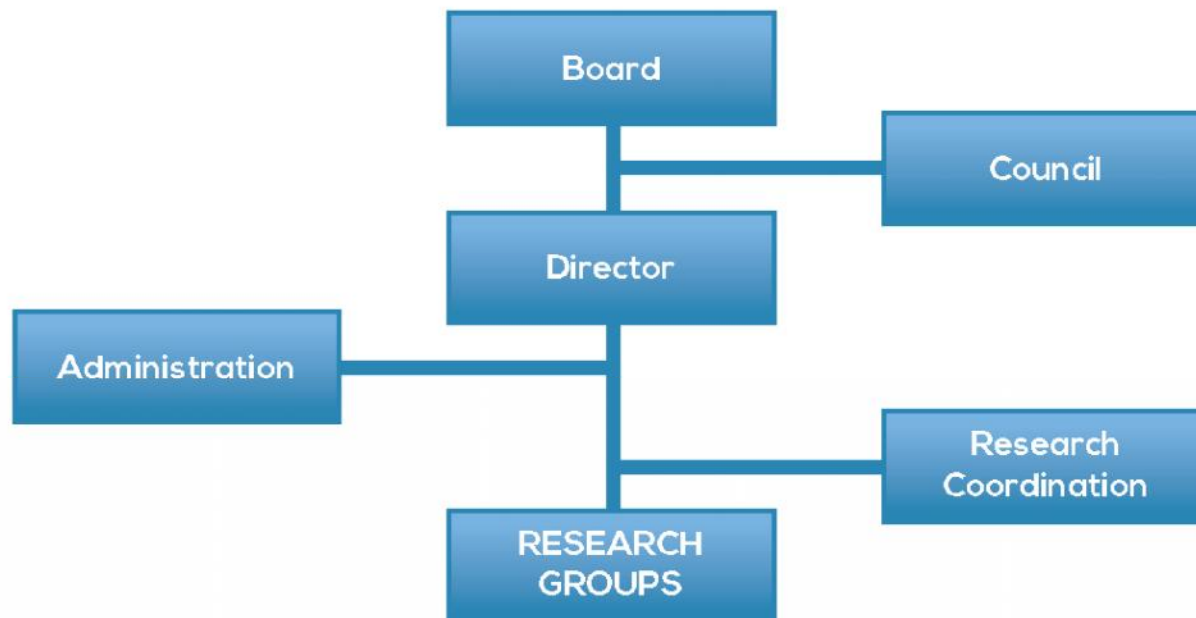 Board
Council
Director
Administration
Research
Coordination
RESEARCH
GROUPS